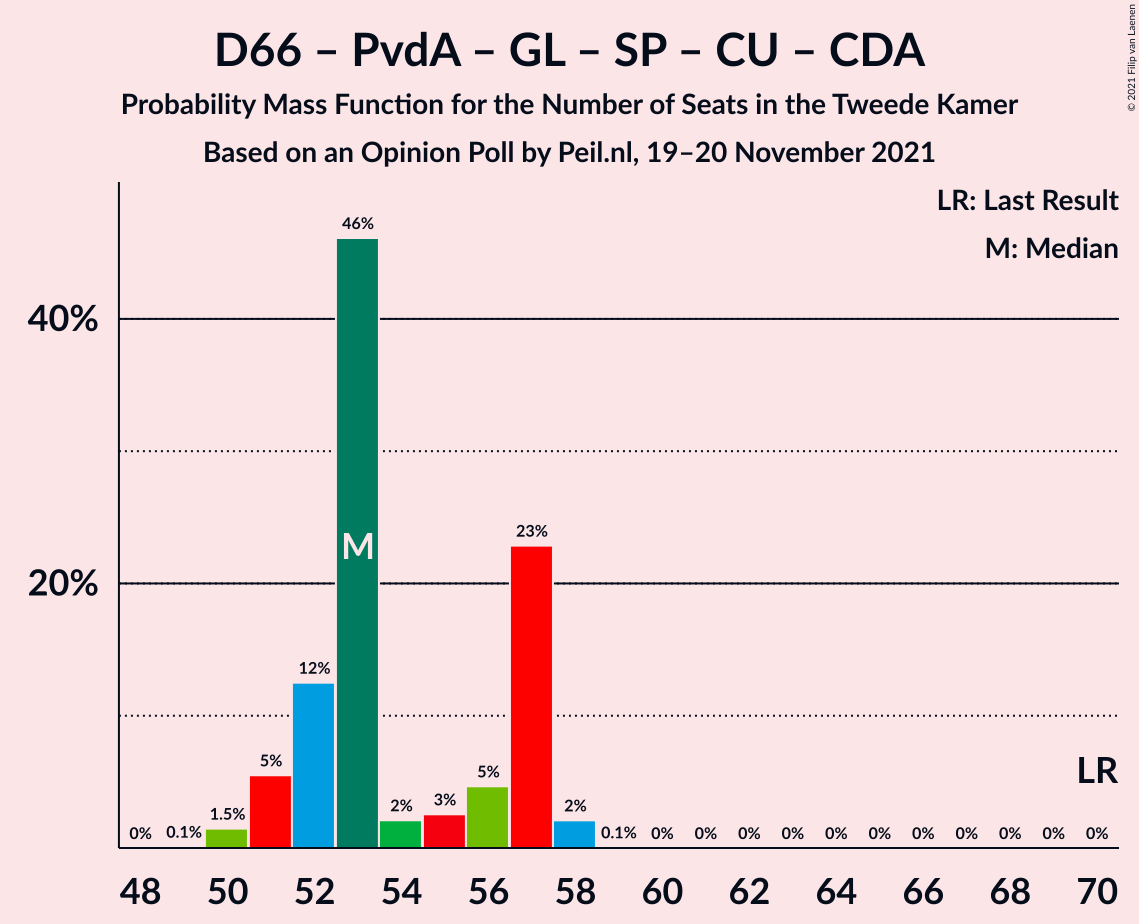 D66 – PvdA – GL – SP – CU – CDA
Probability Mass Function for the Number of Seats in the Tweede Kamer
Based on an Opinion Poll by Peil.nl, 19–20 November 2021
© 2021 Filip van Laenen
LR: Last Result
M: Median
40%
20%
0% 0.1% 1.5% 5% 12% 46% 2% 3% 5% 23% 2% 0.1% 0% 0% 0% 0% 0% 0% 0% 0% 0% 0% 0%
M
LR
48 50 52 54 56 58 60 62 64 66 68 70